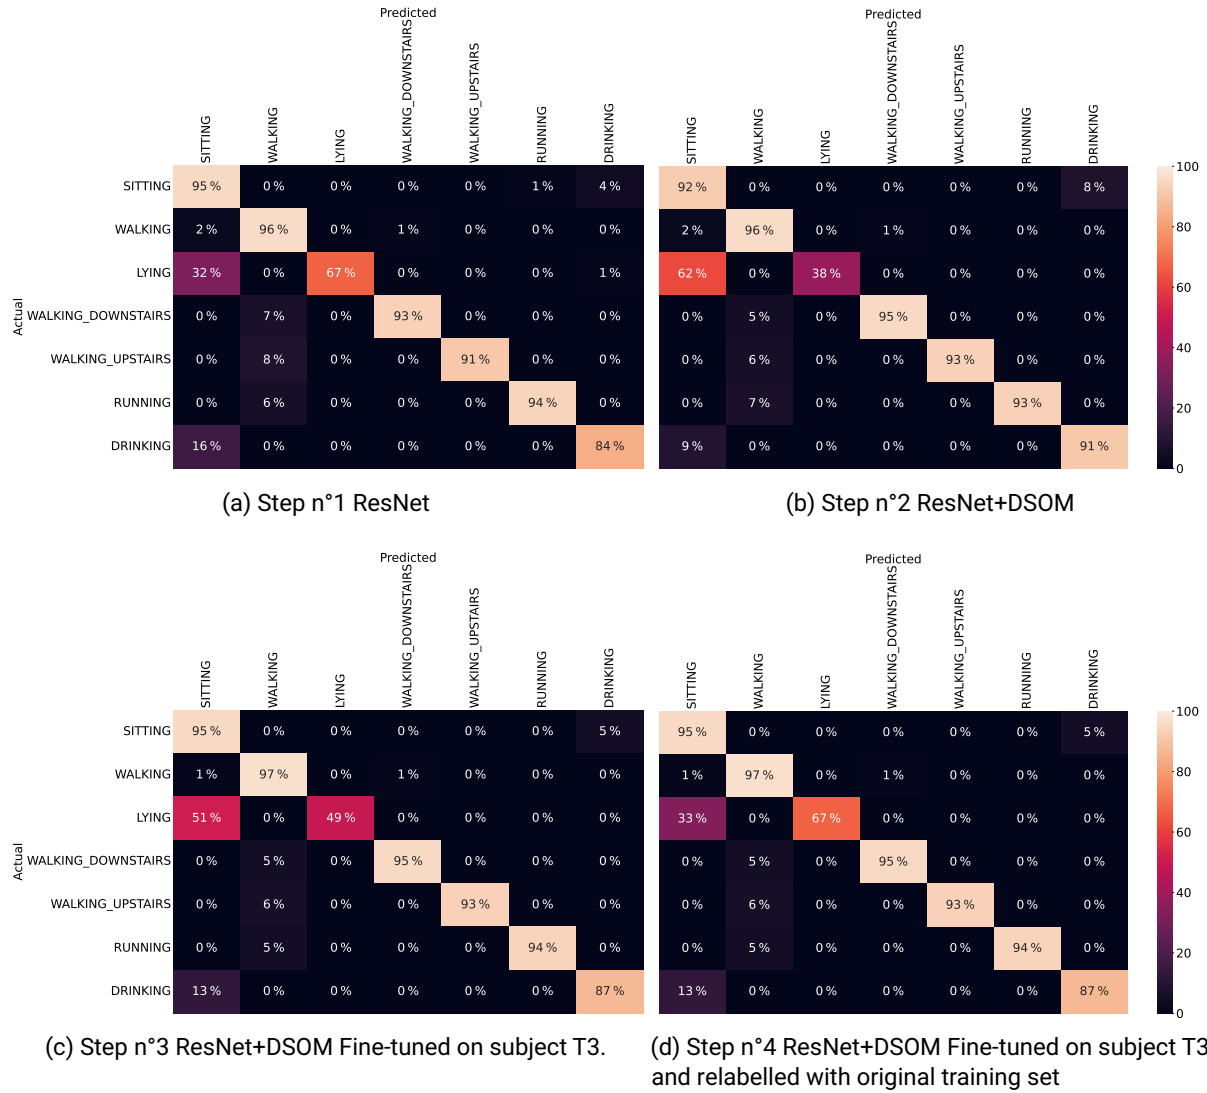 Predicted
SITTING WALKING LYING WALKING_DOWNSTAIRS WALKING_UPSTAIRS RUNNING DRINKING
Actual
SITTING 95 % 0 % 0 % 0 % 0 % 1 % 4 %
WALKING 2 % 96 % 0 % 1 % 0 % 0 % 0 %
LYING 32 % 0 % 67 % 0 % 0 % 0 % 1 %
WALKING_DOWNSTAIRS 0 % 7 % 0 % 93 % 0 % 0 % 0 %
WALKING_UPSTAIRS 0 % 8 % 0 % 0 % 91 % 0 % 0 %
RUNNING 0 % 6 % 0 % 0 % 0 % 94 % 0 %
DRINKING 16 % 0 % 0 % 0 % 0 % 0 % 84 %
(a) Step n°1 ResNet
Predicted
SITTING WALKING LYING WALKING_DOWNSTAIRS WALKING_UPSTAIRS RUNNING DRINKING
92 % 0 % 0 % 0 % 0 % 0 % 8 %
2 % 96 % 0 % 1 % 0 % 0 % 0 %
62 % 0 % 38 % 0 % 0 % 0 % 0 %
0 % 5 % 0 % 95 % 0 % 0 % 0 %
0 % 6 % 0 % 0 % 93 % 0 % 0 %
0 % 7 % 0 % 0 % 0 % 93 % 0 %
9 % 0 % 0 % 0 % 0 % 0 % 91 %
100
80
60
40
20
0
(b) Step n°2 ResNet+DSOM
Predicted
SITTING WALKING LYING WALKING_DOWNSTAIRS WALKING_UPSTAIRS RUNNING DRINKING
Actual
SITTING 95 % 0 % 0 % 0 % 0 % 0 % 5 %
WALKING 1 % 97 % 0 % 1 % 0 % 0 % 0 %
LYING 51 % 0 % 49 % 0 % 0 % 0 % 0 %
WALKING_DOWNSTAIRS 0 % 5 % 0 % 95 % 0 % 0 % 0 %
WALKING_UPSTAIRS 0 % 6 % 0 % 0 % 93 % 0 % 0 %
RUNNING 0 % 5 % 0 % 0 % 0 % 94 % 0 %
DRINKING 13 % 0 % 0 % 0 % 0 % 0 % 87 %
(c) Step n°3 ResNet+DSOM Fine-tuned on subject T3.
Predicted
SITTING WALKING LYING WALKING_DOWNSTAIRS WALKING_UPSTAIRS RUNNING DRINKING
95 % 0 % 0 % 0 % 0 % 0 % 5 %
1 % 97 % 0 % 1 % 0 % 0 % 0 %
33 % 0 % 67 % 0 % 0 % 0 % 0 %
0 % 5 % 0 % 95 % 0 % 0 % 0 %
0 % 6 % 0 % 0 % 93 % 0 % 0 %
0 % 5 % 0 % 0 % 0 % 94 % 0 %
13 % 0 % 0 % 0 % 0 % 0 % 87 %
100
80
60
40
20
0
(d) Step n°4 ResNet+DSOM Fine-tuned on subject T3
and relabelled with original training set